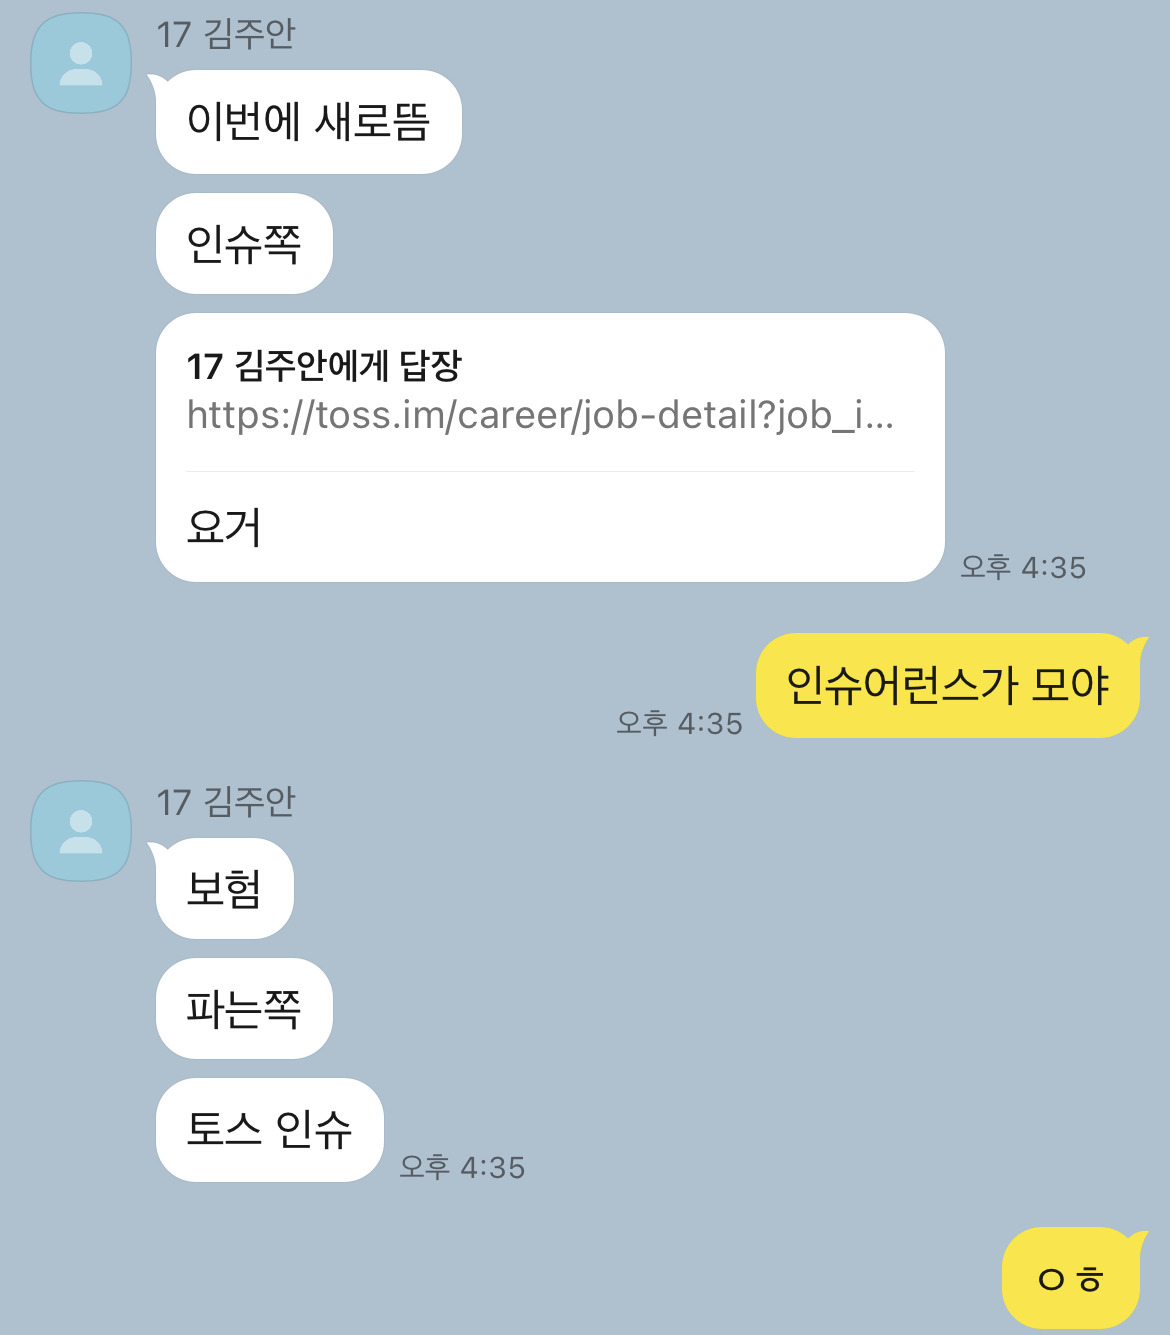 17 김주안
이번에 새로뜸
인슈쪽
17 김주안에게 답장
https://toss.im/career/job-detail?job_i...
요거
오후 4:35
인슈어런스가 모야
오후 4:35
17 김주안
보험
파는쪽
토스 인슈
오후 4:35
ㅇㅎ